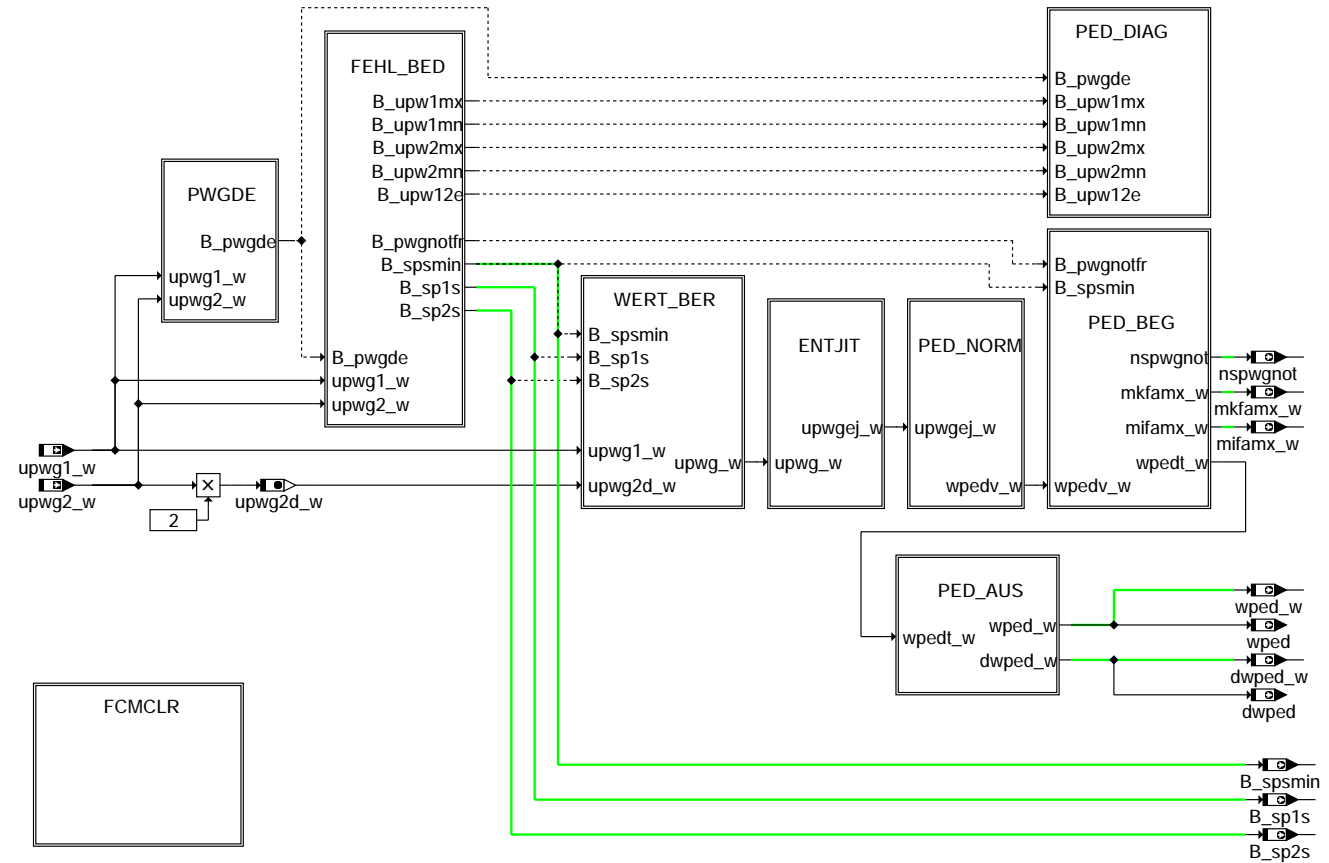 PWGDE
B_pwgde
upwg1_w
upwg2_w
FEHL_BED
B_upw1mx
B_upw1mn
B_upw2mx
B_upw2mn
B_upw12e
B_pwgnotfr
B_spsmin
B_sp1s
B_sp2s
B_pwgde
upwg1_w
upwg2_w
PED_DIAG
B_pwgde
B_upw1mx
B_upw1mn
B_upw2mx
B_upw2mn
B_upw12e
WERT_BER
B_spsmin
B_sp1s
B_sp2s
upwg1_w
upwg_w
upwg2d_w
ENTJIT
upwgej_w
upwg_w
PED_NORM
upwgej_w
wpedv_w
B_pwgnotfr
B_spsmin
PED_BEG
nspwgnot
mkfamx_w
mifamx_w
wpedt_w
wpedv_w
nspwgnot
mkfamx_w
mifamx_w
upwg1_w
upwg2_w
2
upwg2d_w
PED_AUS
wped_w
wpedt_w
dwped_w
wped_w
wped
dwped_w
dwped
FCMCLR
B_spsmin
B_sp1s
B_sp2s